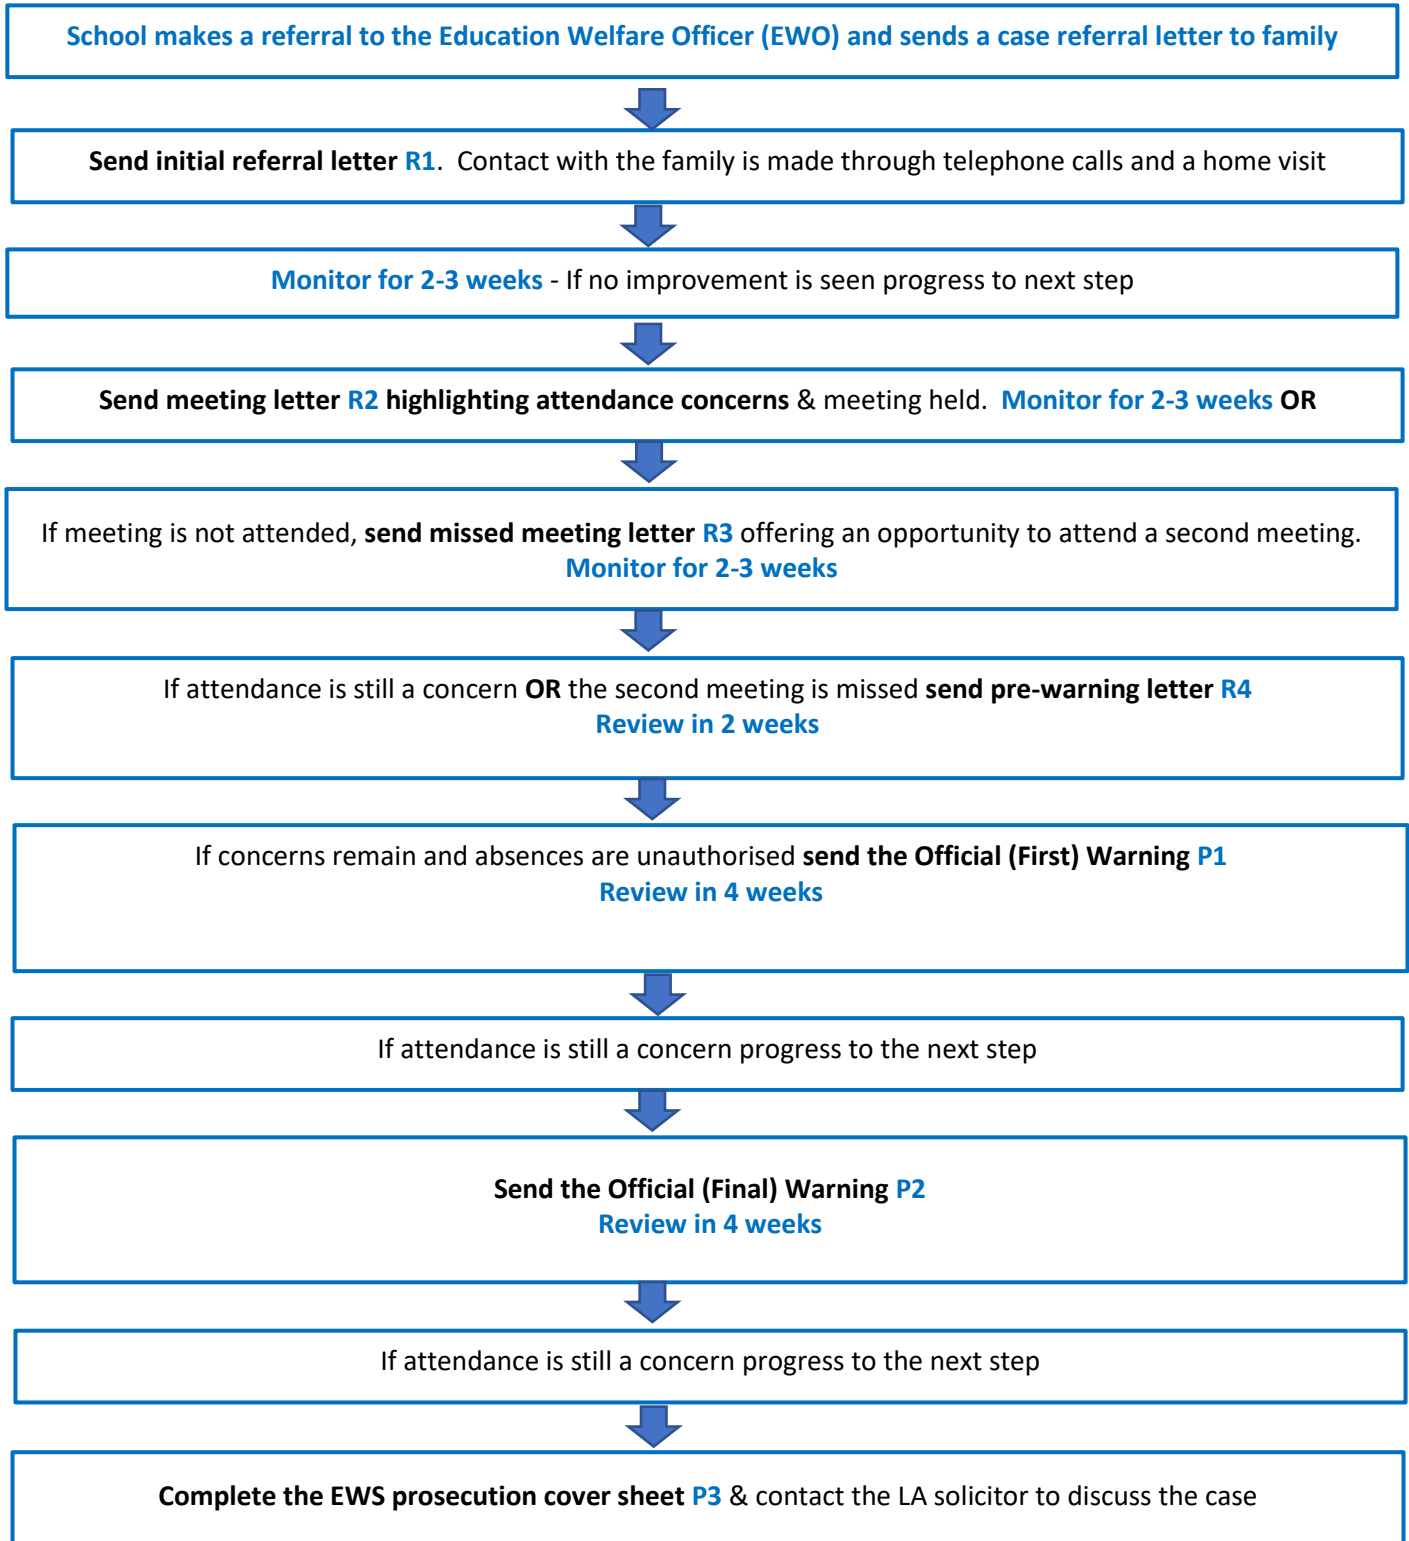 School makes a referral to the Education Welfare Officer (EWO) and sends a case referral letter to family
Send initial referral letter R1.  Contact with the family is made through telephone calls and a home visit
Monitor for 2-3 weeks - If no improvement is seen progress to next step
Send meeting letter R2 highlighting attendance concerns & meeting held.  Monitor for 2-3 weeks OR
If meeting is not attended, send missed meeting letter R3 offering an opportunity to attend a second meeting.
Monitor for 2-3 weeks
If attendance is still a concern OR the second meeting is missed send pre-warning letter R4
Review in 2 weeks
If concerns remain and absences are unauthorised send the Official (First) Warning P1
Review in 4 weeks
If attendance is still a concern progress to the next step
Send the Official (Final) Warning P2
Review in 4 weeks
If attendance is still a concern progress to the next step
Complete the EWS prosecution cover sheet P3 & contact the LA solicitor to discuss the case